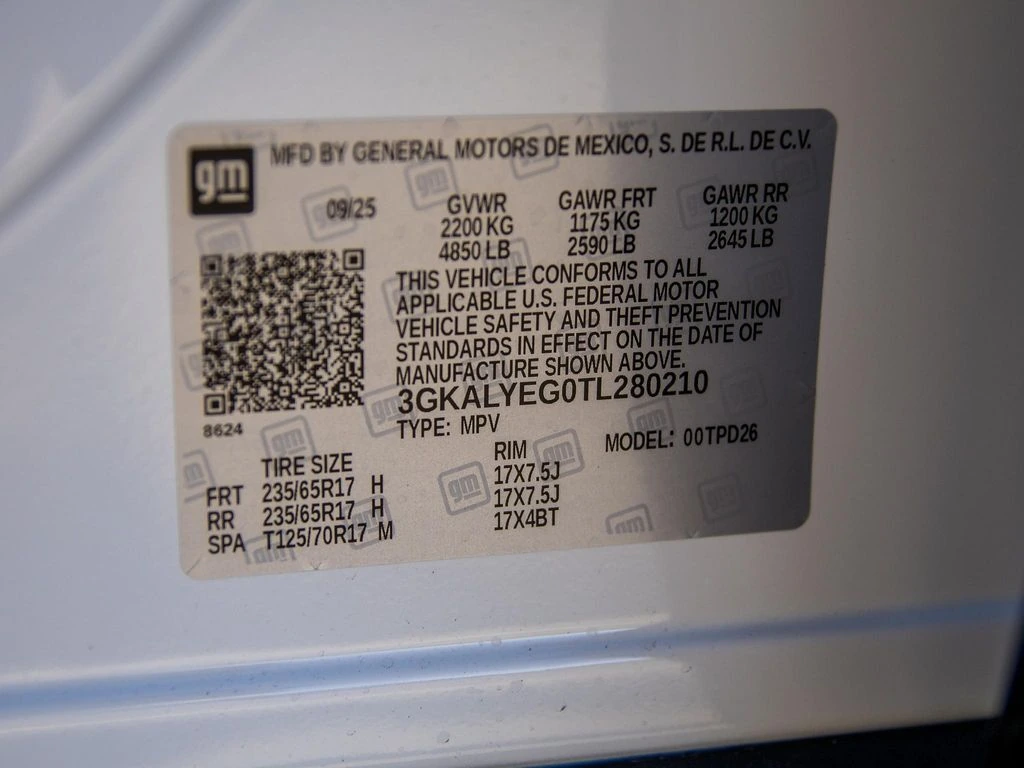 gm MFD BY GENERAL MOTORS DE MEXICO, S. DE R.L. DE C.V.
09/25 GVWR GAWR FRT GAWR RR
2200 KG 1175 KG 1200 KG
4850 LB 2590 LB 2645 LB
THIS VEHICLE CONFORMS TO ALL
APPLICABLE U.S. FEDERAL MOTOR
VEHICLE SAFETY AND THEFT PREVENTION
STANDARDS IN EFFECT ON THE DATE OF
MANUFACTURE SHOWN ABOVE.
3GKALYEG0TL280210
8624 TYPE: MPV MODEL: 00TPD26
TIRE SIZE RIM
FRT 235/65R17 H 17X7.5J
RR 235/65R17 H 17X7.5J
SPA T125/70R17 M 17X4BT